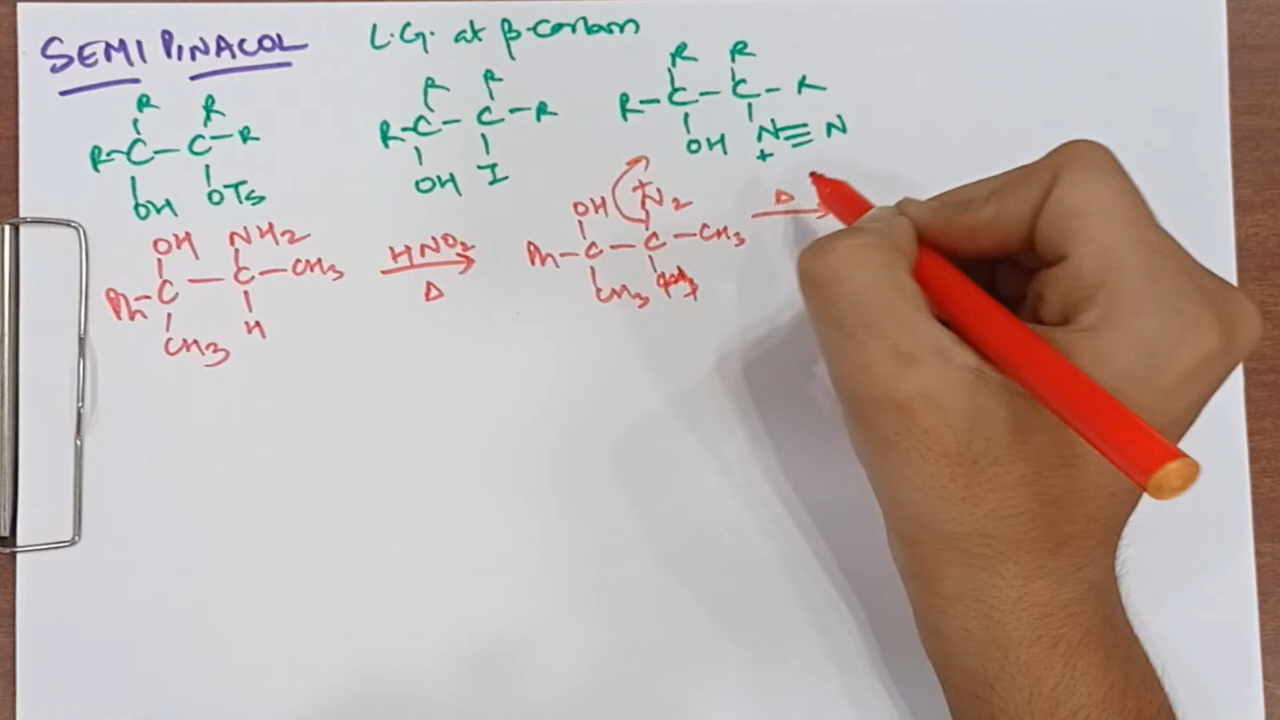 SEMI PINACOL L.G. at β-carbon
R R R R R R
R-C-C-R R-C-C-R R-C-C-R
OH OTs OH I OH N≡N
+
OH NH2 HNO2 OH +N2 Δ
Ph-C-C-CH3 Δ Ph-C-C-CH3
CH3 H CH3